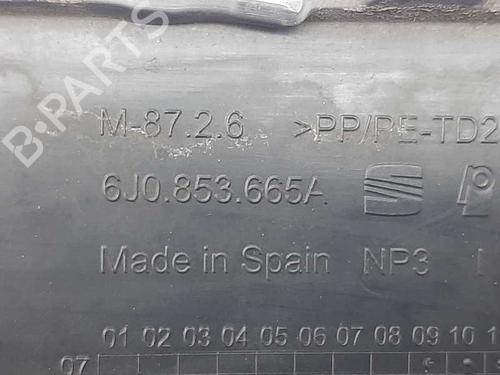 B-PARTS
M-87.2.6 >PP/PE-TD2
6J0.853.665A
Made in Spain NP3
01 02 03 04 05 06 07 08 09 10 1
07